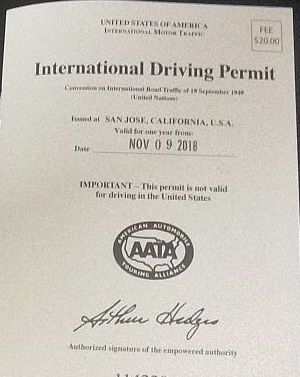 UNITED STATES OF AMERICA
INTERNATIONAL MOTOR TRAFFIC
FEE
$20.00
International Driving Permit
Convention on International Road Traffic of 19 September 1949
(United Nations)
Issued at SAN JOSE, CALIFORNIA, U.S.A.
Valid for one year from:
Date NOV 09 2018
IMPORTANT – This permit is not valid
for driving in the United States
AMERICAN AUTOMOBILE
AATA
TOURING ALLIANCE
Arthur Hedges
Authorized signature of the empowered authority